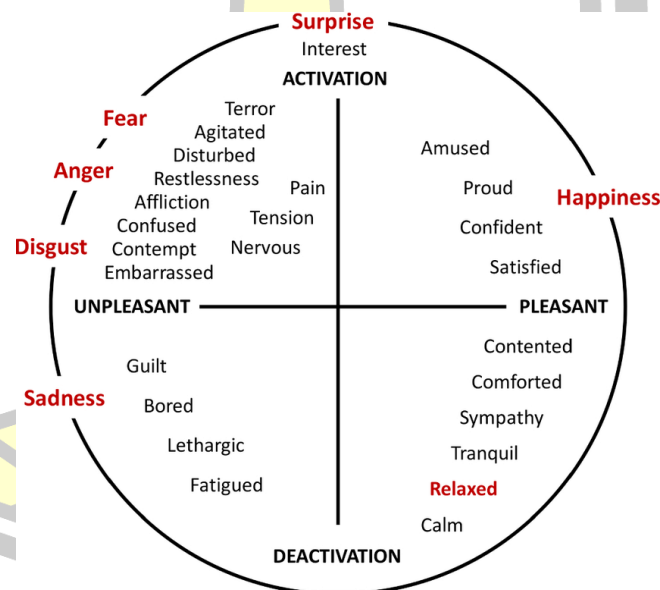 Surprise
Interest
ACTIVATION
Fear
Terror
Agitated
Disturbed
Anger
Restlessness
Pain
Affliction
Tension
Confused
Disgust
Contempt
Nervous
Embarrassed
Amused
Proud
Happiness
Confident
Satisfied
UNPLEASANT
PLEASANT
Guilt
Sadness
Bored
Lethargic
Fatigued
Contented
Comforted
Sympathy
Tranquil
Relaxed
Calm
DEACTIVATION